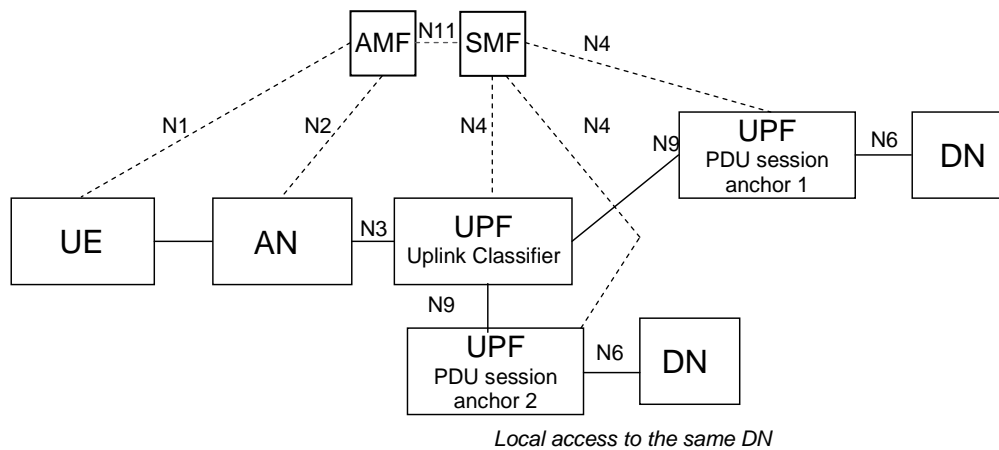 AMF
N11
SMF
N4
N1
N2
N4
N4
UPF
PDU session
anchor 1
N9
N6
DN
UE
AN
N3
UPF
Uplink Classifier
N9
UPF
PDU session
anchor 2
N6
DN
Local access to the same DN